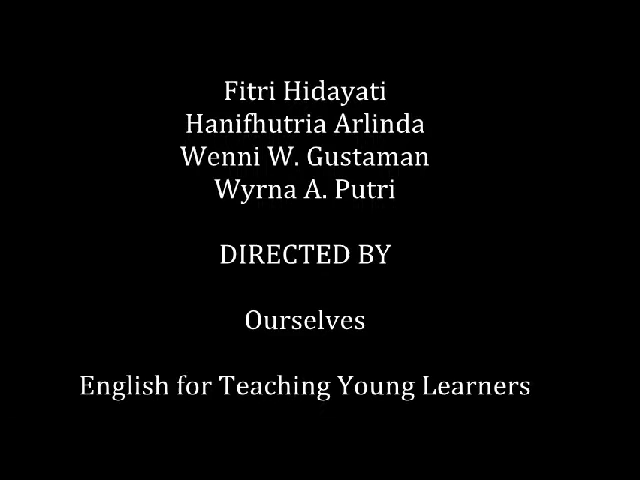 Fitri Hidayati
Hanifhutria Arlinda
Wenni W. Gustaman
Wyrna A. Putri
DIRECTED BY
Ourselves
English for Teaching Young Learners